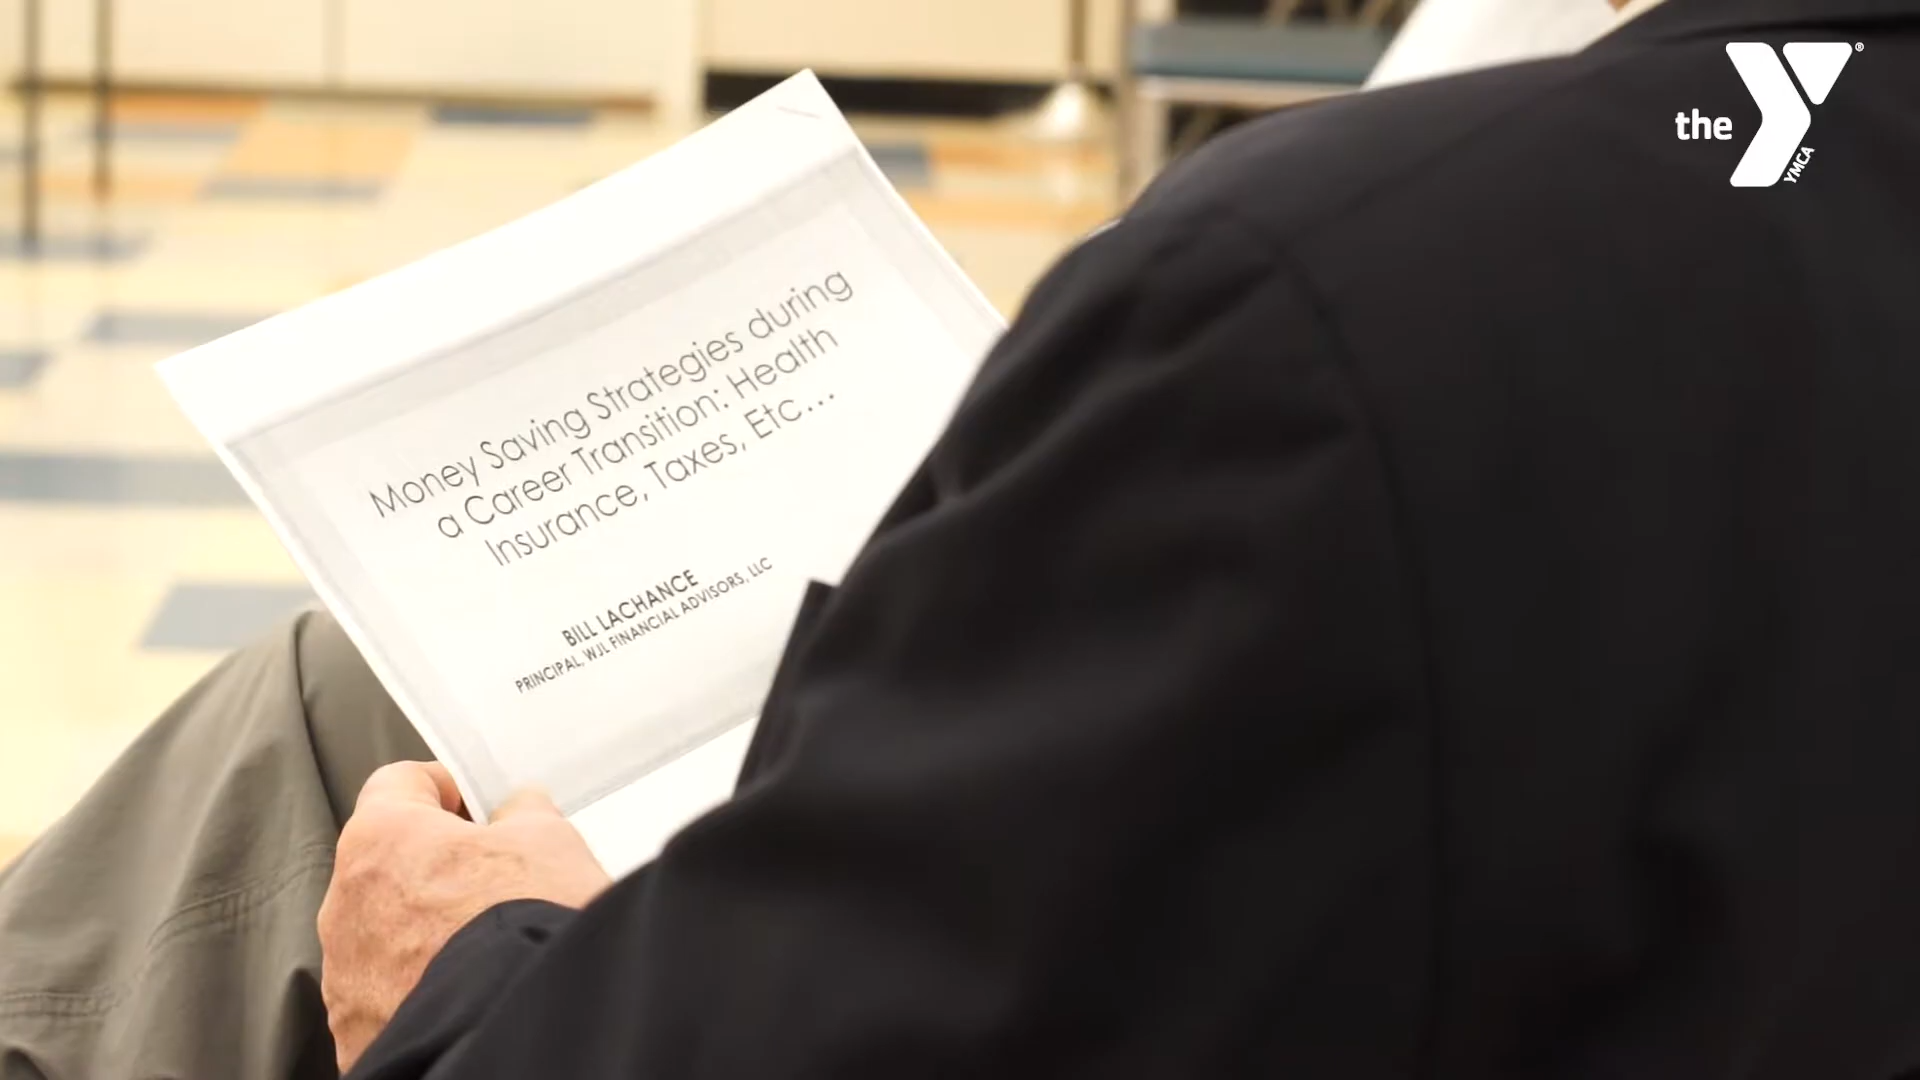 the
YMCA
®
Money Saving Strategies during
a Career Transition: Health
Insurance, Taxes, Etc...
BILL LACHANCE
PRINCIPAL, WJL FINANCIAL ADVISORS, LLC